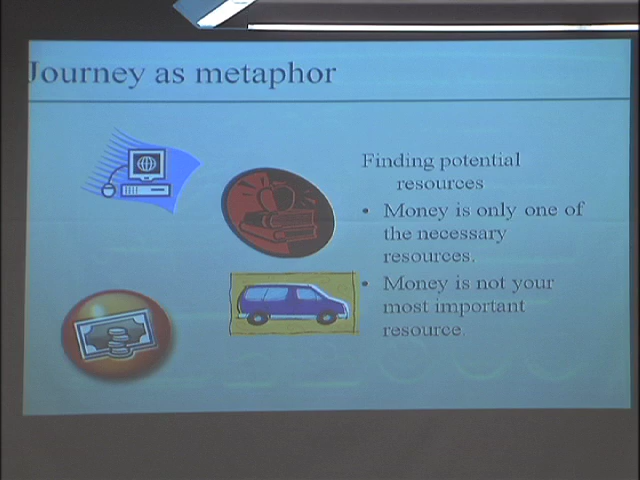 Journey as metaphor
Finding potential
resources
• Money is only one of
the necessary
resources.
• Money is not your
most important
resource.